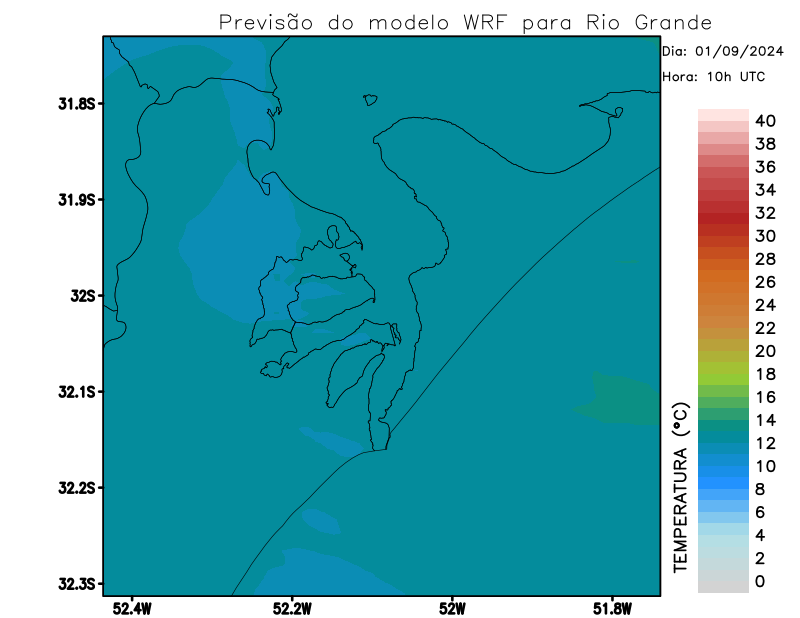 Previsão do modelo WRF para Rio Grande
Dia: 01/09/2024
Hora: 10h UTC
40
38
36
34
32
30
28
26
24
22
20
18
16
14
12
10
8
6
4
2
0
TEMPERATURA (°C)
31.8S
31.9S
32S
32.1S
32.2S
32.3S
52.4W 52.2W 52W 51.8W